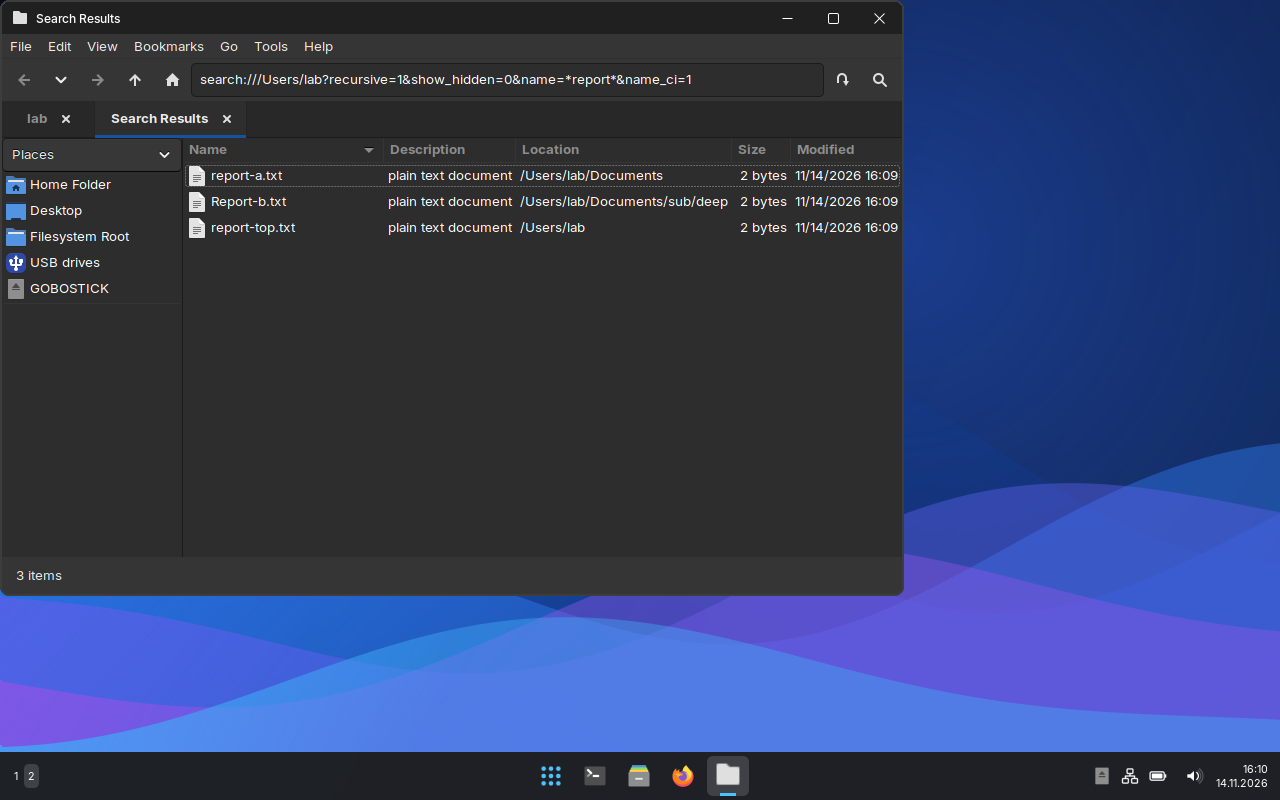 Search Results
File Edit View Bookmarks Go Tools Help
search:///Users/lab?recursive=1&show_hidden=0&name=*report*&name_ci=1
lab Search Results
Places
Home Folder
Desktop
Filesystem Root
USB drives
GOBOSTICK
Name Description Location Size Modified
report-a.txt plain text document /Users/lab/Documents 2 bytes 11/14/2026 16:09
Report-b.txt plain text document /Users/lab/Documents/sub/deep 2 bytes 11/14/2026 16:09
report-top.txt plain text document /Users/lab 2 bytes 11/14/2026 16:09
3 items
1 2
16:10
14.11.2026